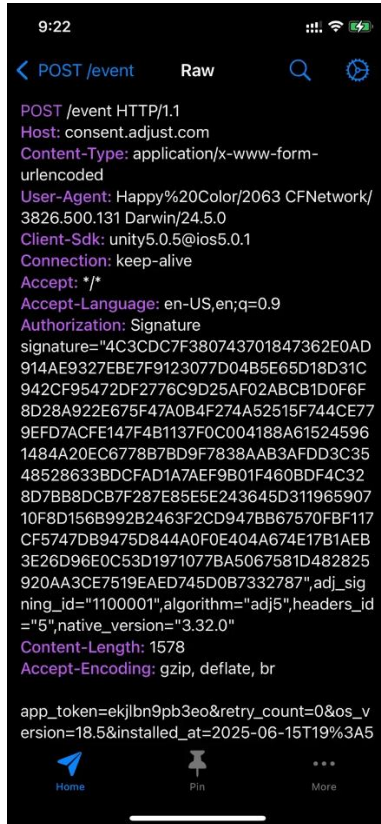 9:22
POST /event
Raw
POST /event HTTP/1.1
Host: consent.adjust.com
Content-Type: application/x-www-form-
urlencoded
User-Agent: Happy%20Color/2063 CFNetwork/
3826.500.131 Darwin/24.5.0
Client-Sdk: unity5.0.5@ios5.0.1
Connection: keep-alive
Accept: */*
Accept-Language: en-US,en;q=0.9
Authorization: Signature
signature="4C3CDC7F380743701847362E0AD
914AE9327EBE7F9123077D04B5E65D18D31C
942CF95472DF2776C9D25AF02ABCB1D0F6F
8D28A922E675F47A0B4F274A52515F744CE77
9EFD7ACFE147F4B1137F0C004188A61524596
1484A20EC6778B7BD9F7838AAB3AFDD3C35
48528633BDCFAD1A7AEF9B01F460BDF4C32
8D7BB8DCB7F287E85E5E243645D311965907
10F8D156B992B2463F2CD947BB67570FBF117
CF5747DB9475D844A0F0E404A674E17B1AEB
3E26D96E0C53D1971077BA5067581D482825
920AA3CE7519EAED745D0B7332787",adj_sig
ning_id="1100001",algorithm="adj5",headers_id
="5",native_version="3.32.0"
Content-Length: 1578
Accept-Encoding: gzip, deflate, br
app_token=ekjlbn9pb3eo&retry_count=0&os_v
ersion=18.5&installed_at=2025-06-15T19%3A5
Home
Pin
More